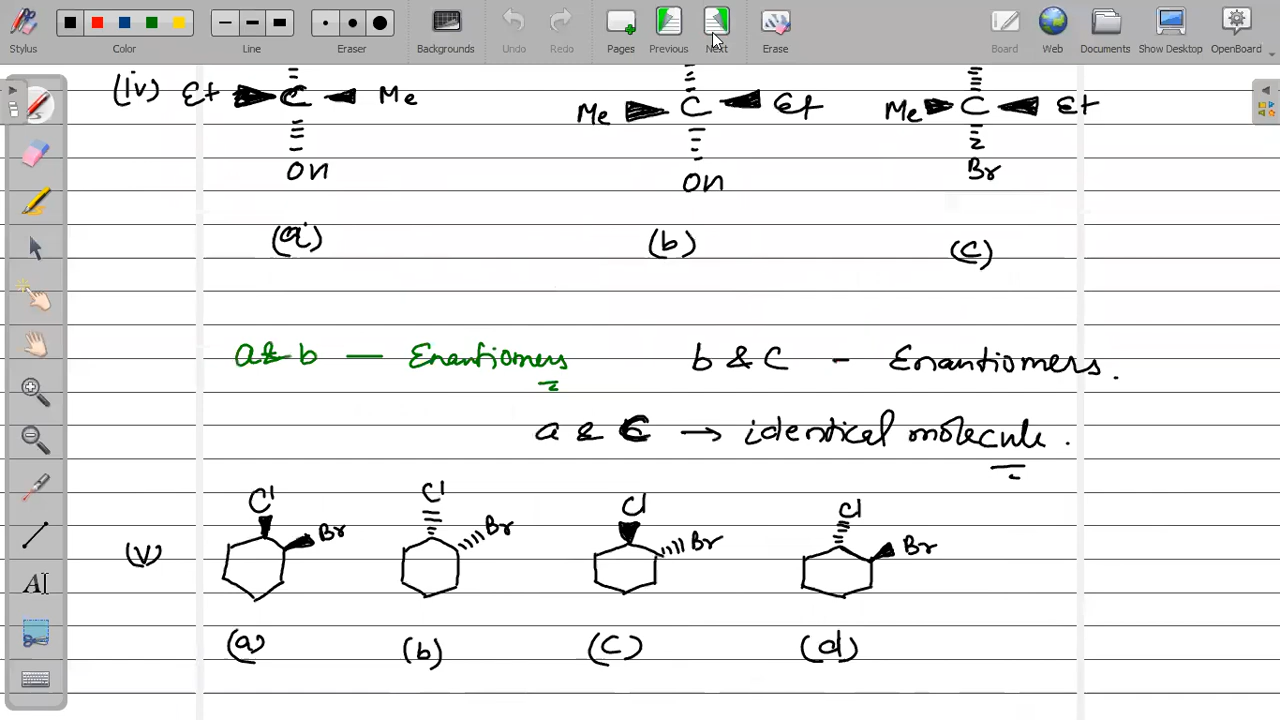 Stylus Color Line Eraser Backgrounds Undo Redo Pages Previous Next Erase Board Web Documents Show Desktop OpenBoard
(iv) Et C Me Me C Et Me C Et
OH OH Br
(a) (b) (c)
a & b — Enantiomers b & C - Enantiomers.
a & C → identical molecule.
Cl Cl Cl Cl
(v) Br Br Br Br
(a) (b) (C) (d)